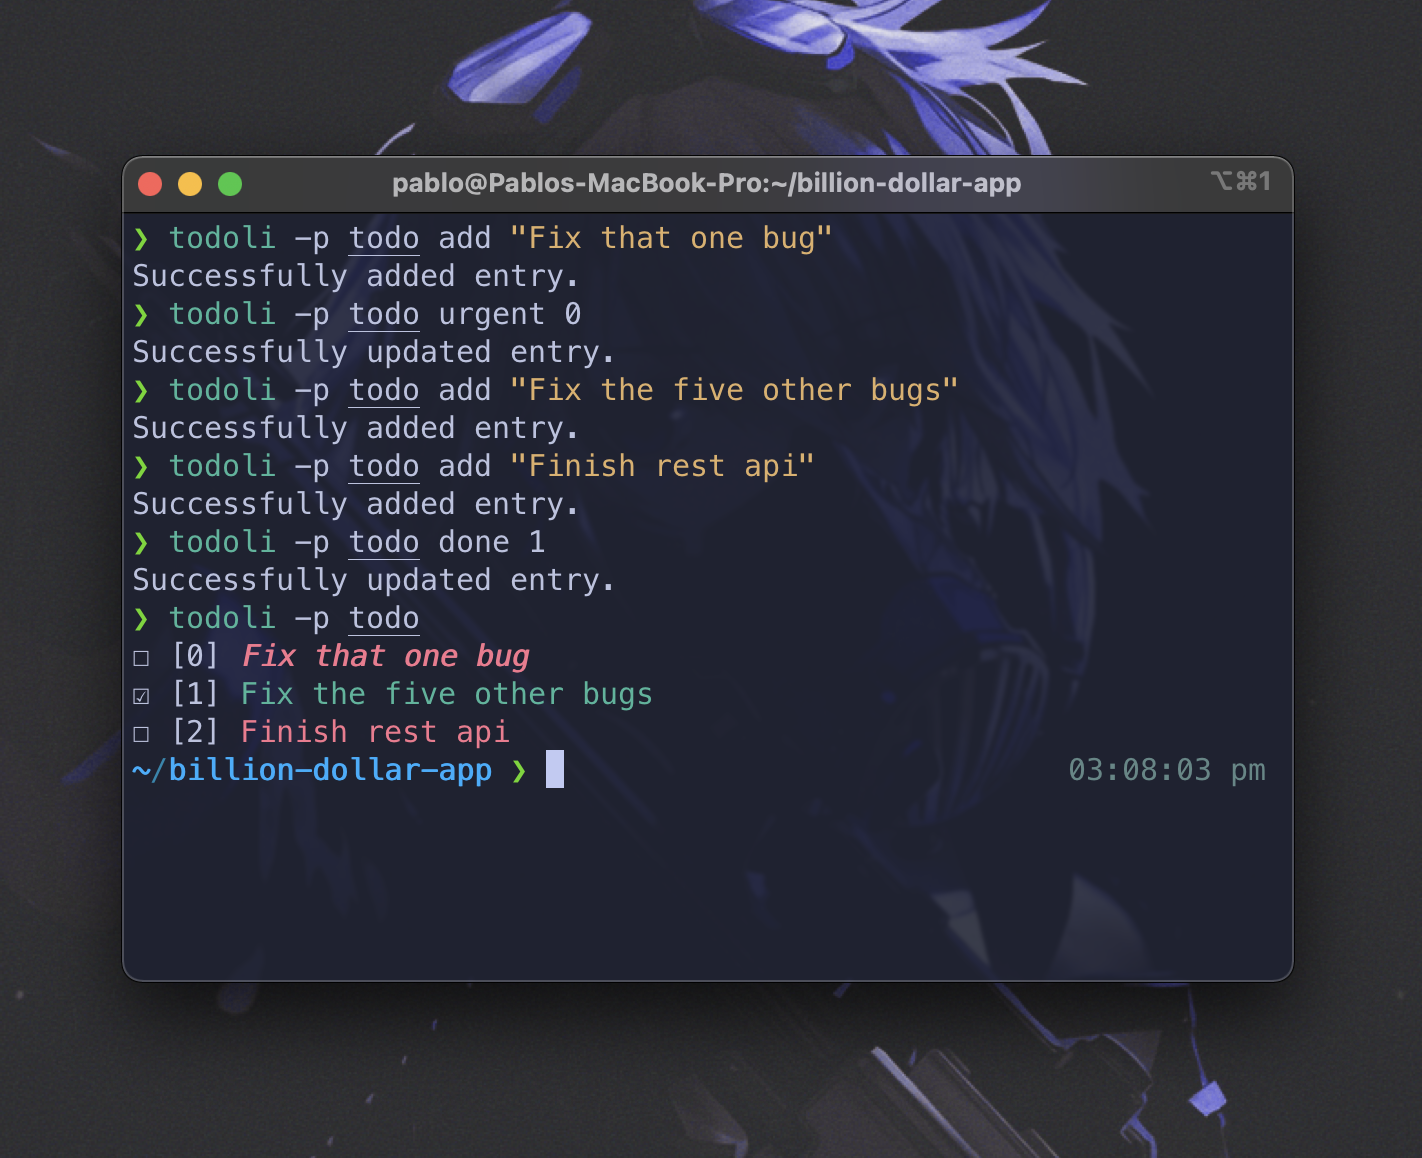 pablo@Pablos-MacBook-Pro:~/billion-dollar-app ⌥⌘1
❯ todoli -p todo add "Fix that one bug"
Successfully added entry.
❯ todoli -p todo urgent 0
Successfully updated entry.
❯ todoli -p todo add "Fix the five other bugs"
Successfully added entry.
❯ todoli -p todo add "Finish rest api"
Successfully added entry.
❯ todoli -p todo done 1
Successfully updated entry.
❯ todoli -p todo
☐ [0] Fix that one bug
☑ [1] Fix the five other bugs
☐ [2] Finish rest api
~/billion-dollar-app ❯ 03:08:03 pm